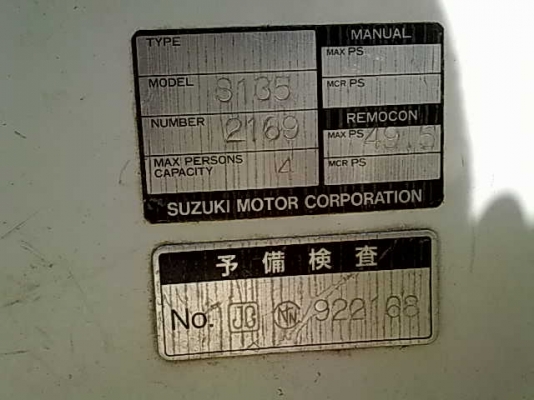 TYPE
MODEL S135
NUMBER 2169
MAX PERSONS CAPACITY 4
MANUAL
MAX PS
MCR PS
REMOCON
MAX PS 49.5
MCR PS
SUZUKI MOTOR CORPORATION
予備検査
No. JG NN 922168